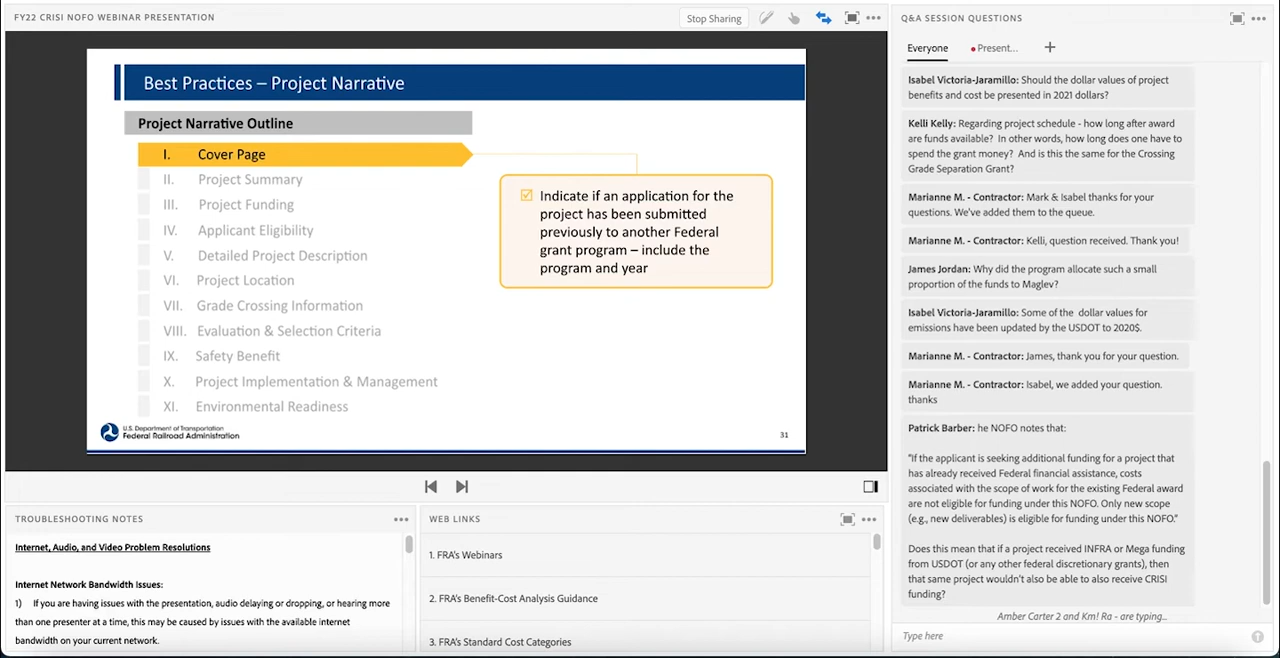 FY22 CRISI NOFO WEBINAR PRESENTATION
Stop Sharing
Best Practices – Project Narrative
Project Narrative Outline
I. Cover Page
II. Project Summary
III. Project Funding
IV. Applicant Eligibility
V. Detailed Project Description
VI. Project Location
VII. Grade Crossing Information
VIII. Evaluation & Selection Criteria
IX. Safety Benefit
X. Project Implementation & Management
XI. Environmental Readiness
Indicate if an application for the
project has been submitted
previously to another Federal
grant program – include the
program and year
U.S. Department of Transportation
Federal Railroad Administration
31
TROUBLESHOOTING NOTES
Internet, Audio, and Video Problem Resolutions
Internet Network Bandwidth Issues:
1) If you are having issues with the presentation, audio delaying or dropping, or hearing more
than one presenter at a time, this may be caused by issues with the available internet
bandwidth on your current network.
WEB LINKS
1. FRA's Webinars
2. FRA's Benefit-Cost Analysis Guidance
3. FRA's Standard Cost Categories
Q&A SESSION QUESTIONS
Everyone
Present...
Isabel Victoria-Jaramillo: Should the dollar values of project
benefits and cost be presented in 2021 dollars?
Kelli Kelly: Regarding project schedule - how long after award
are funds available? In other words, how long does one have to
spend the grant money? And is this the same for the Crossing
Grade Separation Grant?
Marianne M. - Contractor: Mark & Isabel thanks for your
questions. We've added them to the queue.
Marianne M. - Contractor: Kelli, question received. Thank you!
James Jordan: Why did the program allocate such a small
proportion of the funds to Maglev?
Isabel Victoria-Jaramillo: Some of the dollar values for
emissions have been updated by the USDOT to 2020$.
Marianne M. - Contractor: James, thank you for your question.
Marianne M. - Contractor: Isabel, we added your question.
thanks
Patrick Barber: he NOFO notes that:
"If the applicant is seeking additional funding for a project that
has already received Federal financial assistance, costs
associated with the scope of work for the existing Federal award
are not eligible for funding under this NOFO. Only new scope
(e.g., new deliverables) is eligible for funding under this NOFO."
Does this mean that if a project received INFRA or Mega funding
from USDOT (or any other federal discretionary grants), then
that same project wouldn't also be able to also receive CRISI
funding?
Amber Carter 2 and Km! Ra - are typing...
Type here